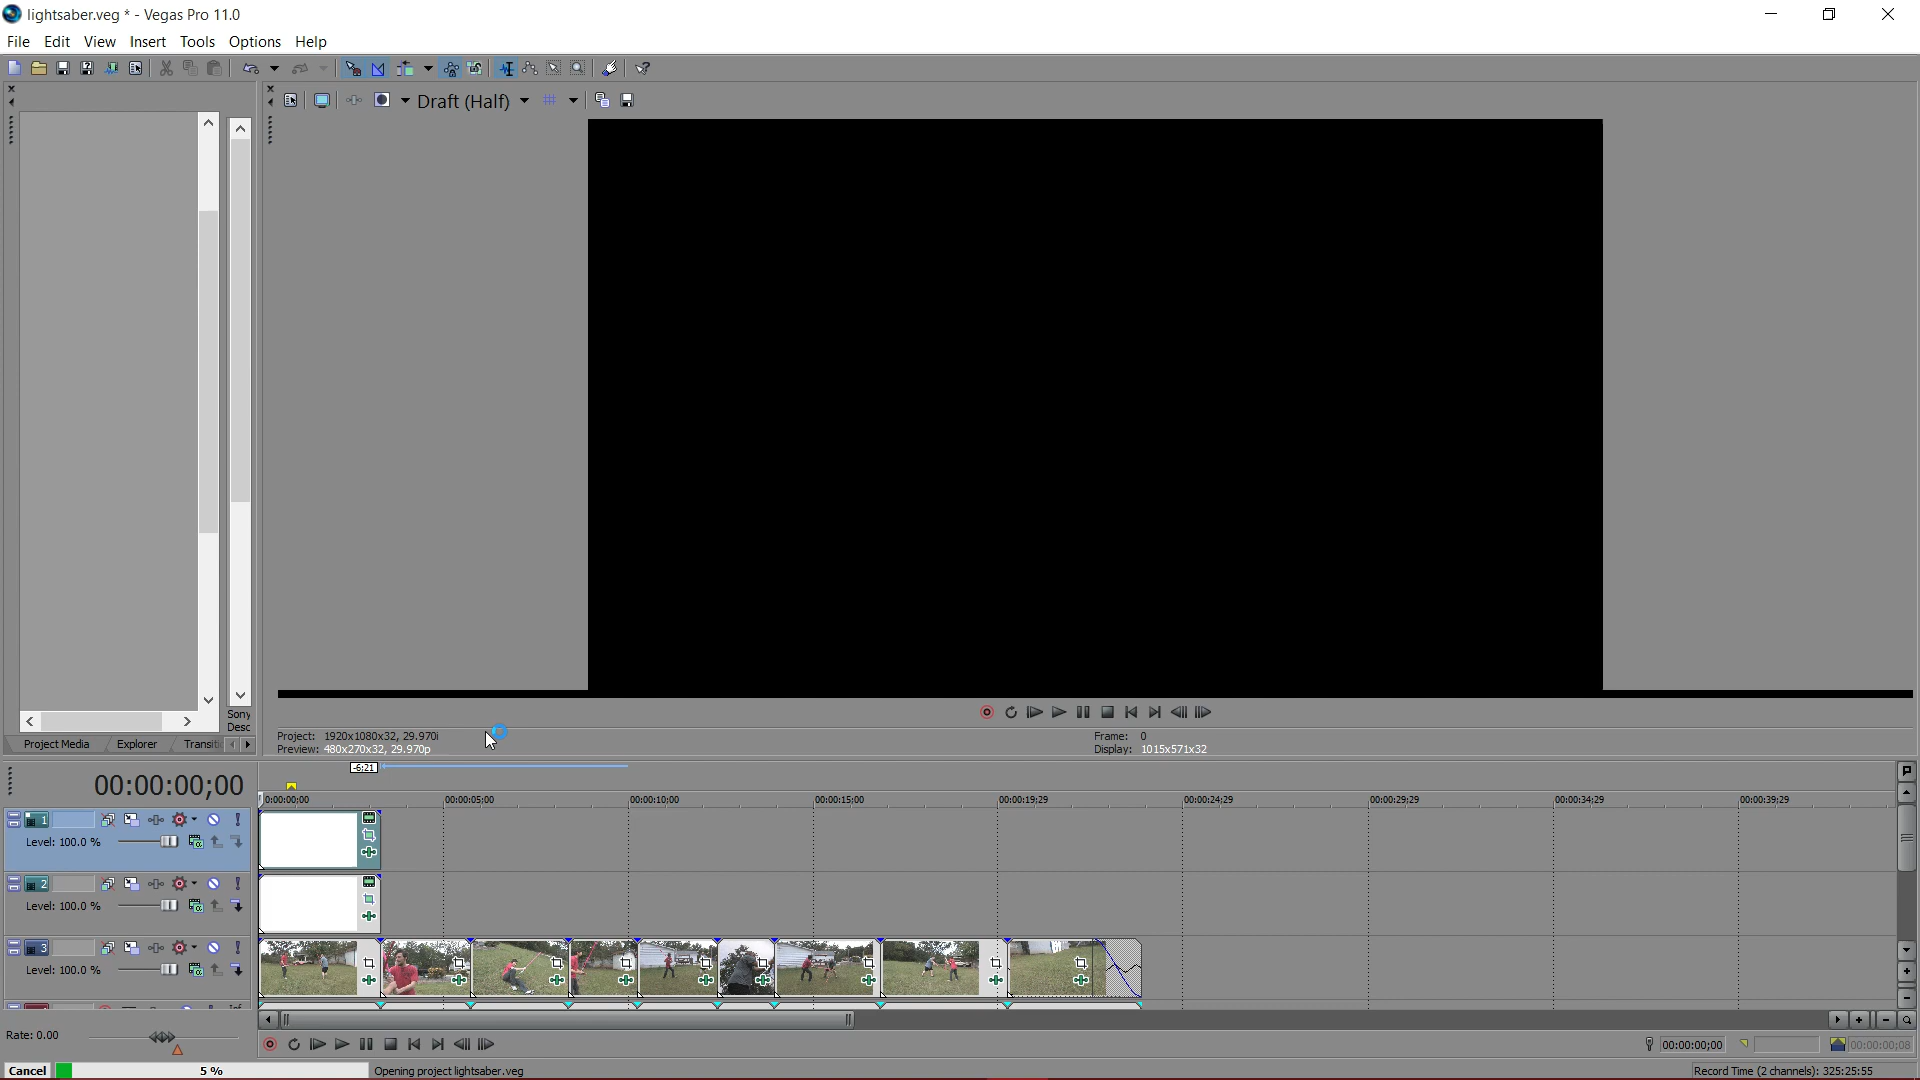 lightsaber.veg * - Vegas Pro 11.0
File Edit View Insert Tools Options Help
Draft (Half)
Sony
Desc
Project: 1920x1080x32, 29.970i
Preview: 480x270x32, 29.970p
Frame: 0
Display: 1015x571x32
Project Media Explorer Transitic
-6;21
00:00:00;00
0:00:00;00 00:00:05;00 00:00:10;00 00:00:15;00 00:00:19;29 00:00:24;29 00:00:29;29 00:00:34;29 00:00:39;29
1
Level: 100.0 %
2
Level: 100.0 %
3
Level: 100.0 %
Rate: 0.00
00:00:00;00
00:00:00;08
Cancel 5 % Opening project lightsaber.veg
Record Time (2 channels): 325:25:55